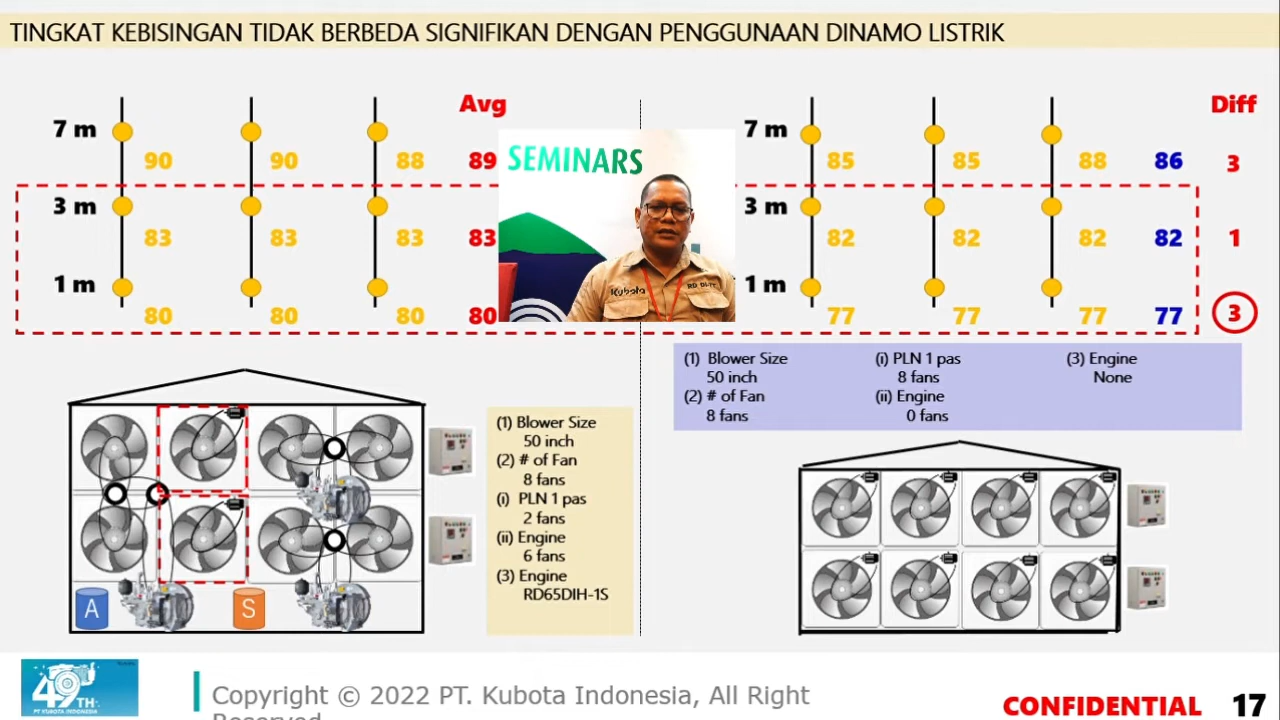 TINGKAT KEBISINGAN TIDAK BERBEDA SIGNIFIKAN DENGAN PENGGUNAAN DINAMO LISTRIK
Avg
7 m
90 90 88 89
3 m
83 83 83 83
1 m
80 80 80 80
SEMINARS
Kubota
Diff
7 m
85 85 88 86 3
3 m
82 82 82 82 1
1 m
77 77 77 77 3
(1) Blower Size
50 inch
(2) # of Fan
8 fans
(i) PLN 1 pas
2 fans
(ii) Engine
6 fans
(3) Engine
RD65DIH-1S
A
S
(1) Blower Size
50 inch
(2) # of Fan
8 fans
(i) PLN 1 pas
8 fans
(ii) Engine
0 fans
(3) Engine
None
49TH
PT KUBOTA INDONESIA
Copyright © 2022 PT. Kubota Indonesia, All Right
Reserved
CONFIDENTIAL 17